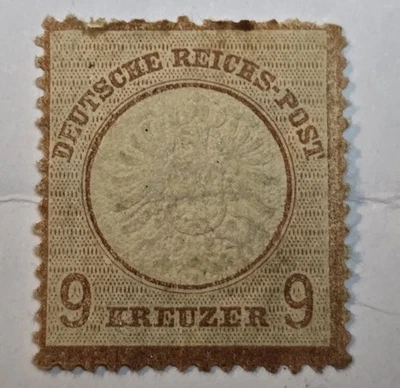 DEUTSCHE REICHS-POST
9 KREUZER 9